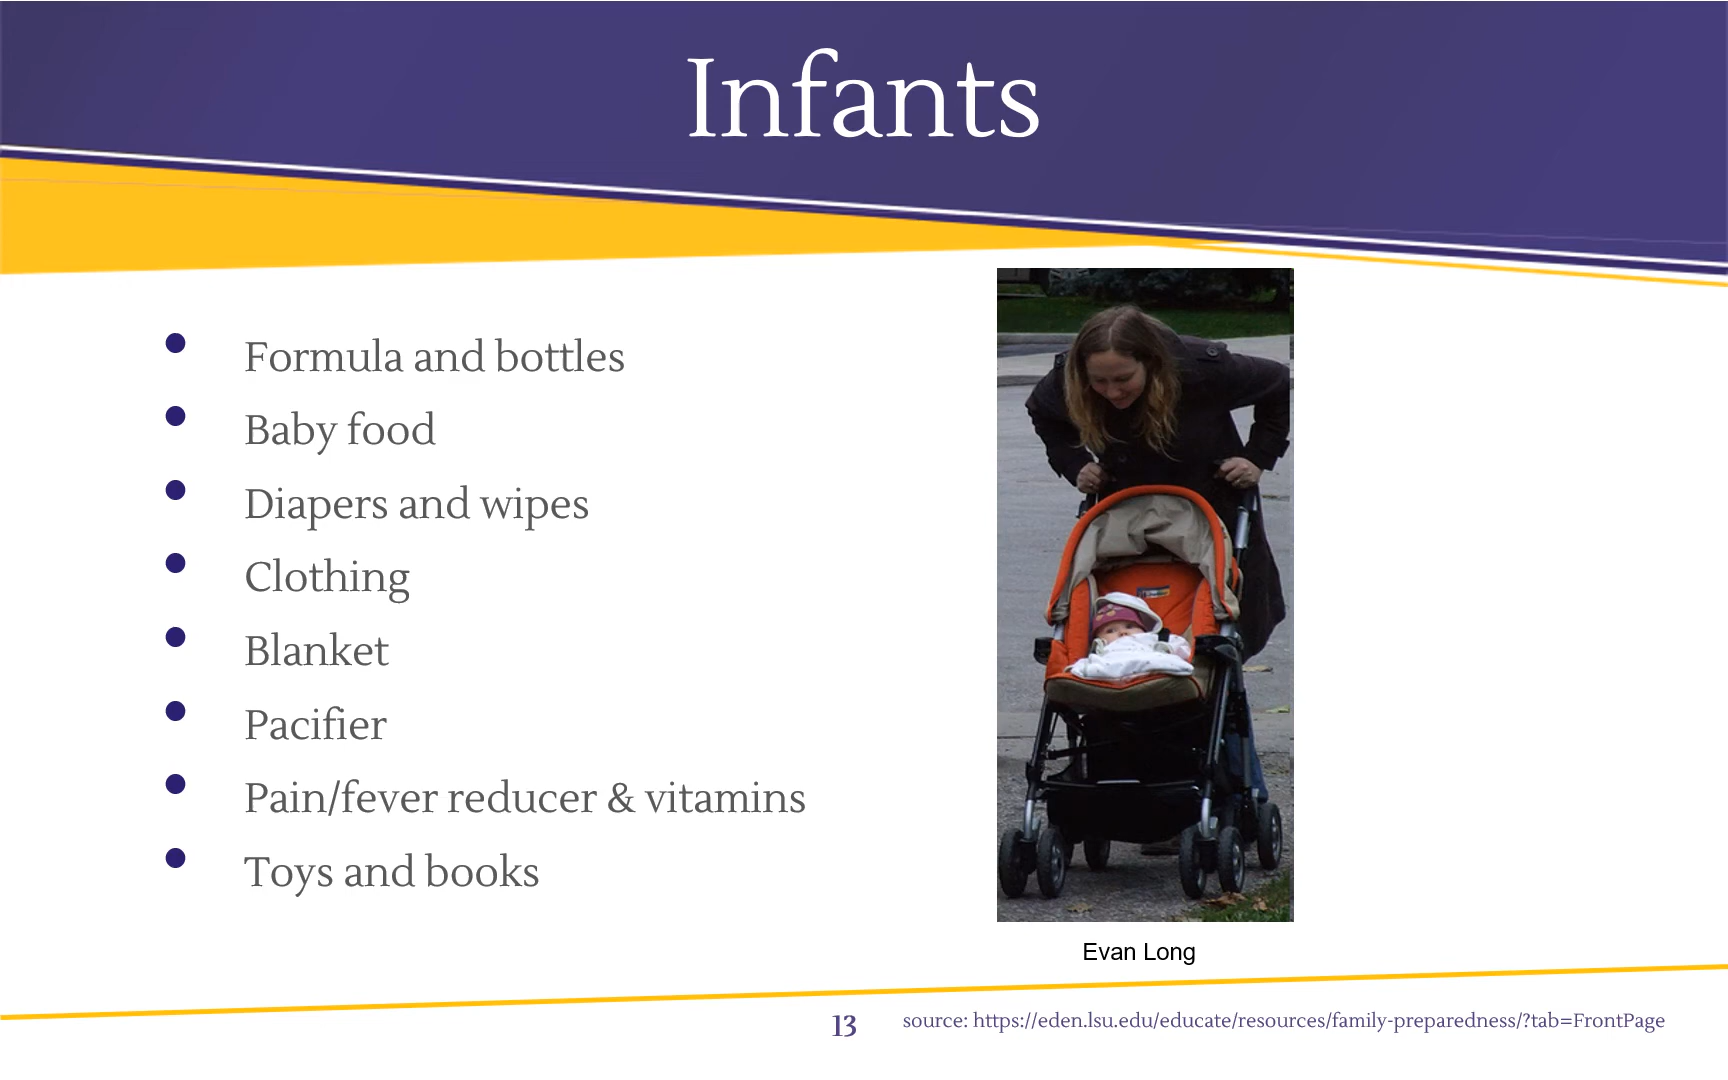 Infants
• Formula and bottles
• Baby food
• Diapers and wipes
• Clothing
• Blanket
• Pacifier
• Pain/fever reducer & vitamins
• Toys and books
Evan Long
13
source: https://eden.lsu.edu/educate/resources/family-preparedness/?tab=FrontPage